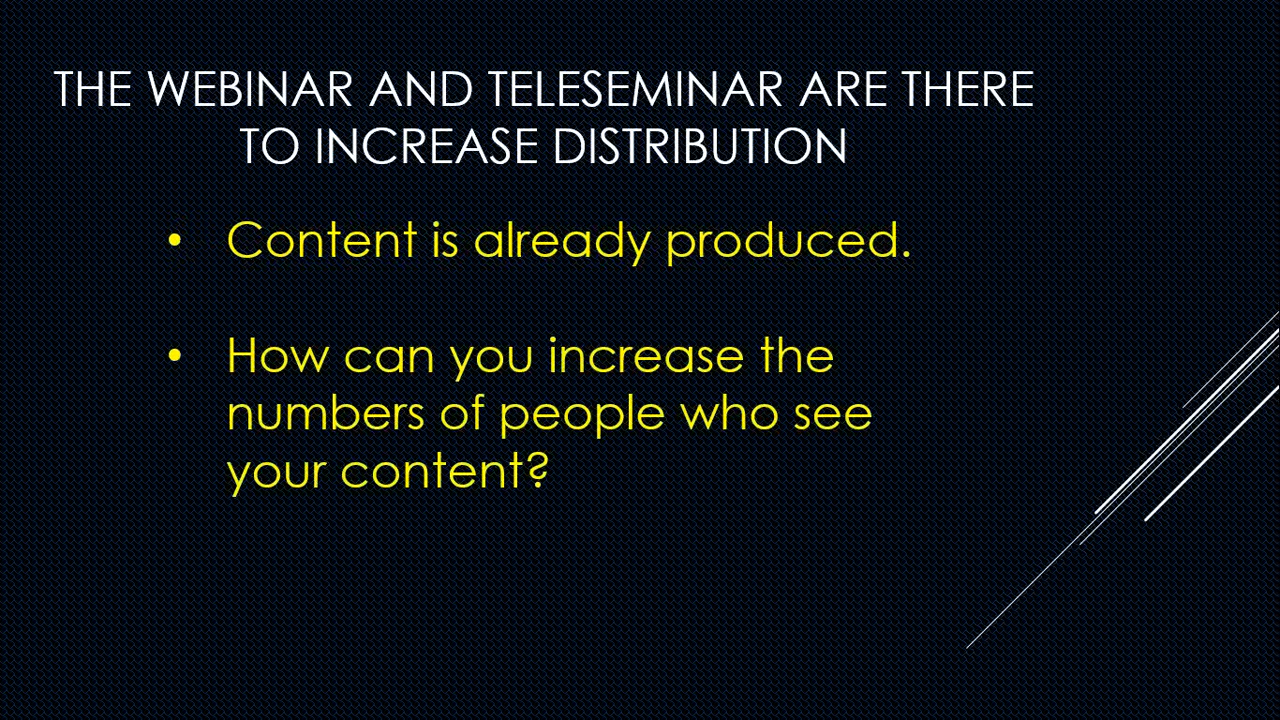 THE WEBINAR AND TELESEMINAR ARE THERE
TO INCREASE DISTRIBUTION
• Content is already produced.
• How can you increase the
numbers of people who see
your content?